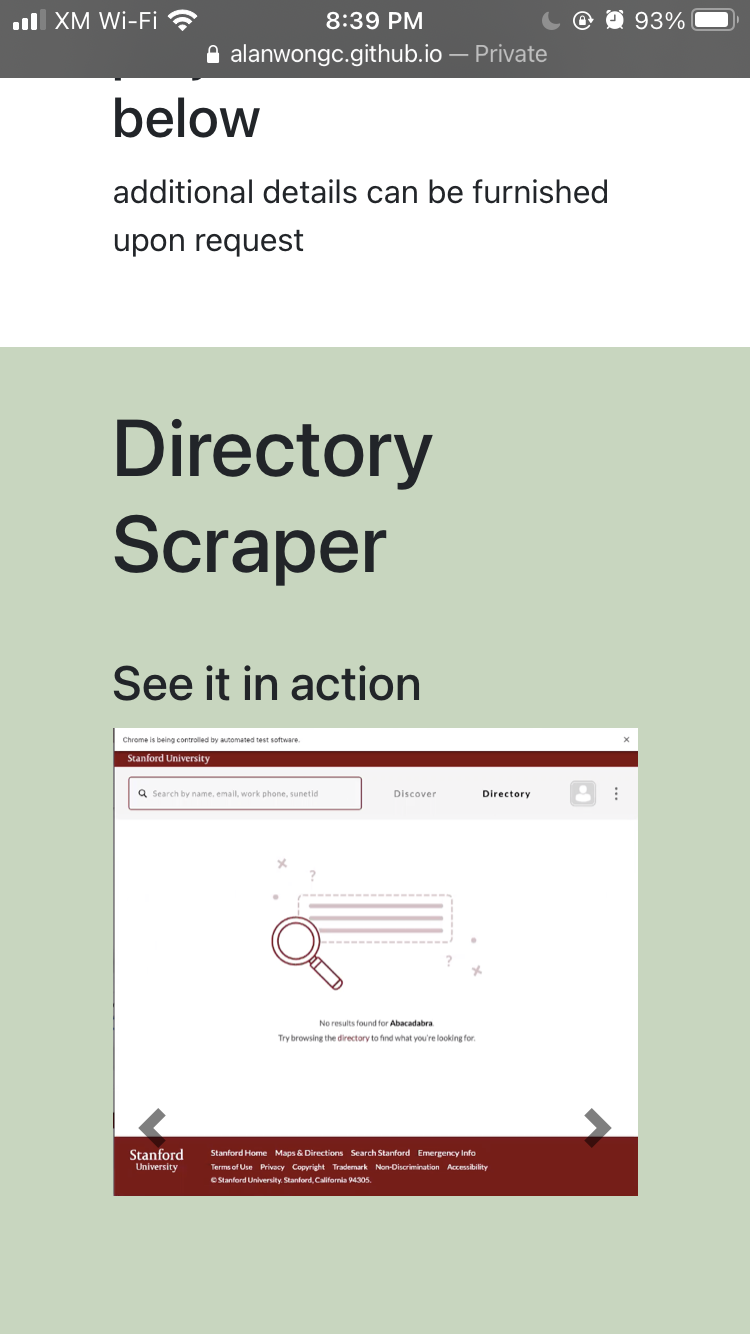 XM Wi-Fi 8:39 PM 93%
alanwongc.github.io — Private
below
additional details can be furnished
upon request
Directory
Scraper
See it in action
Chrome is being controlled by automated test software. ×
Stanford University
Search by name, email, work phone, sunetid Discover Directory
?
?
No results found for Abacadabra.
Try browsing the directory to find what you're looking for.
Stanford
University
Stanford Home Maps & Directions Search Stanford Emergency Info
Terms of Use Privacy Copyright Trademark Non-Discrimination Accessibility
© Stanford University. Stanford, California 94305.